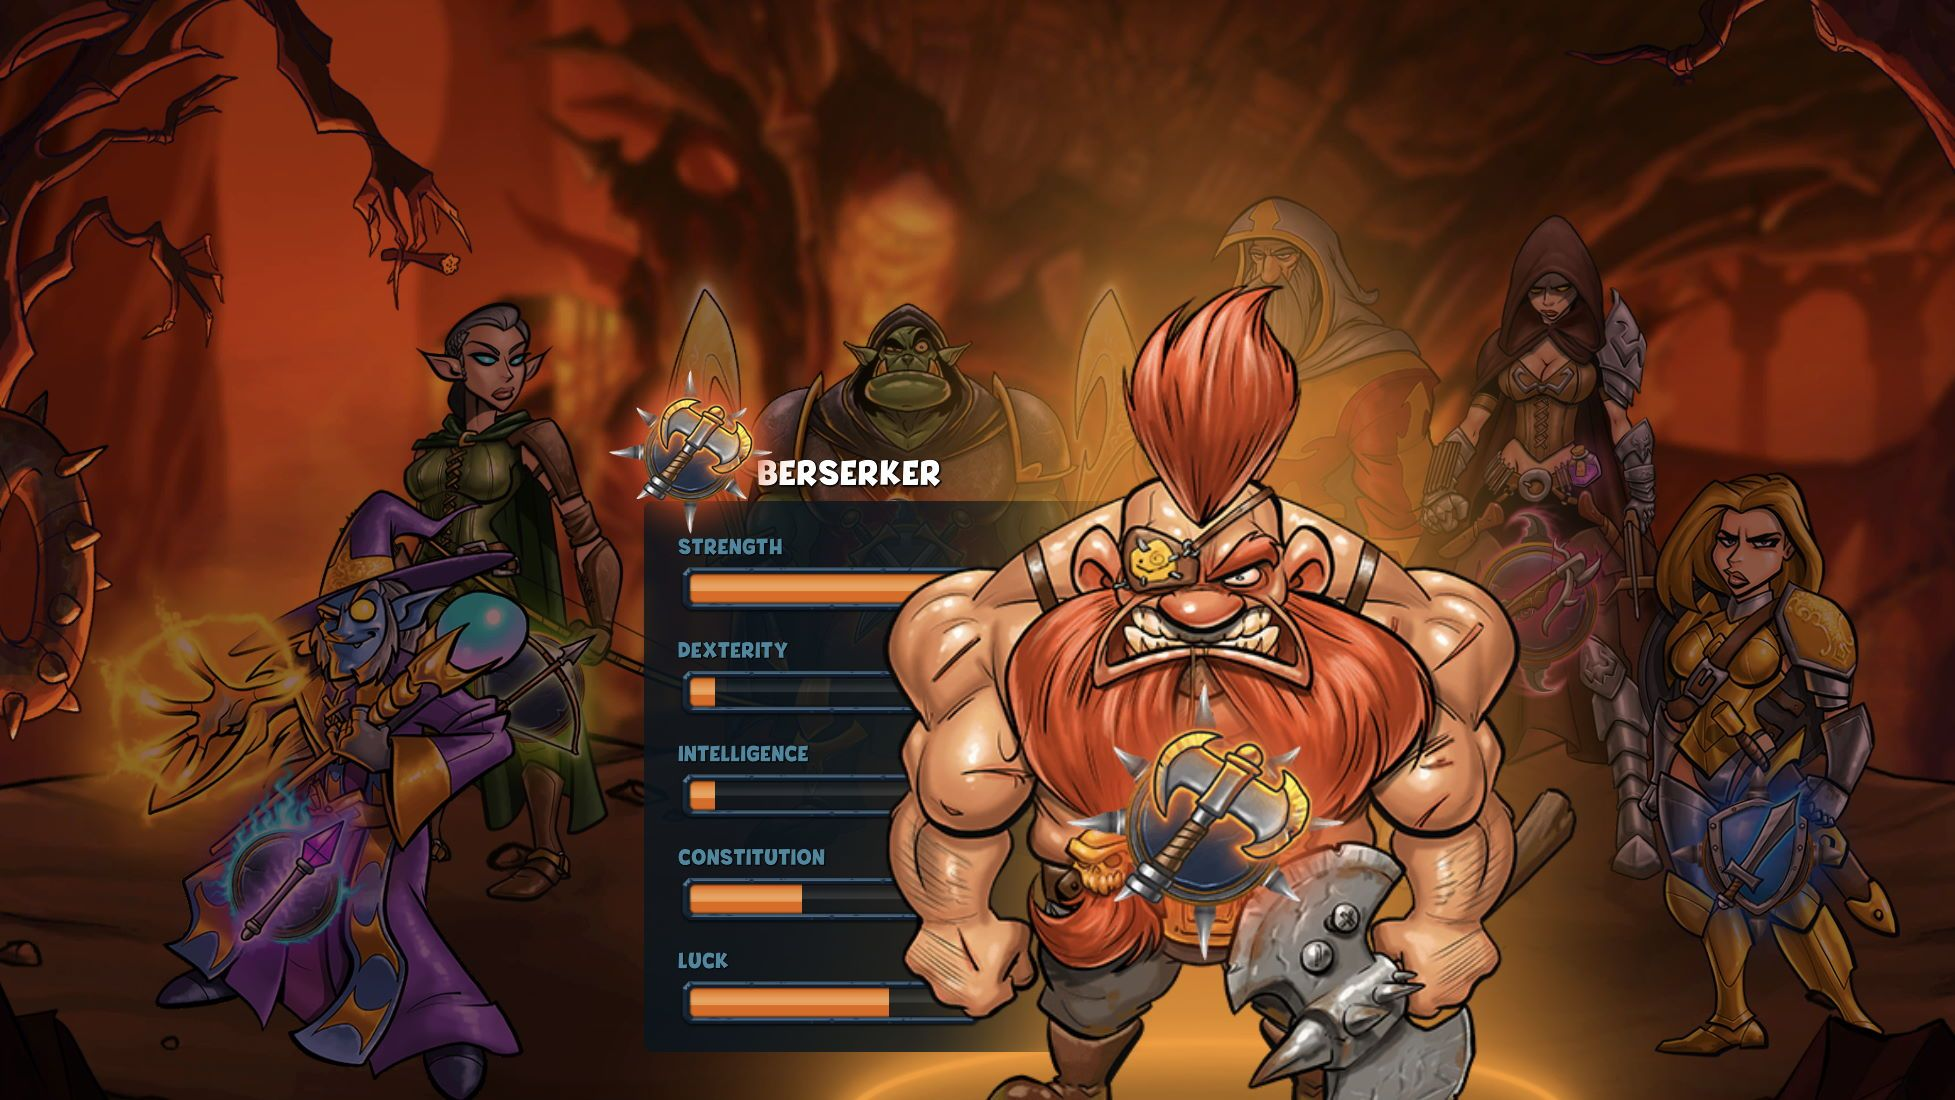 BERSERKER
STRENGTH
DEXTERITY
INTELLIGENCE
CONSTITUTION
LUCK